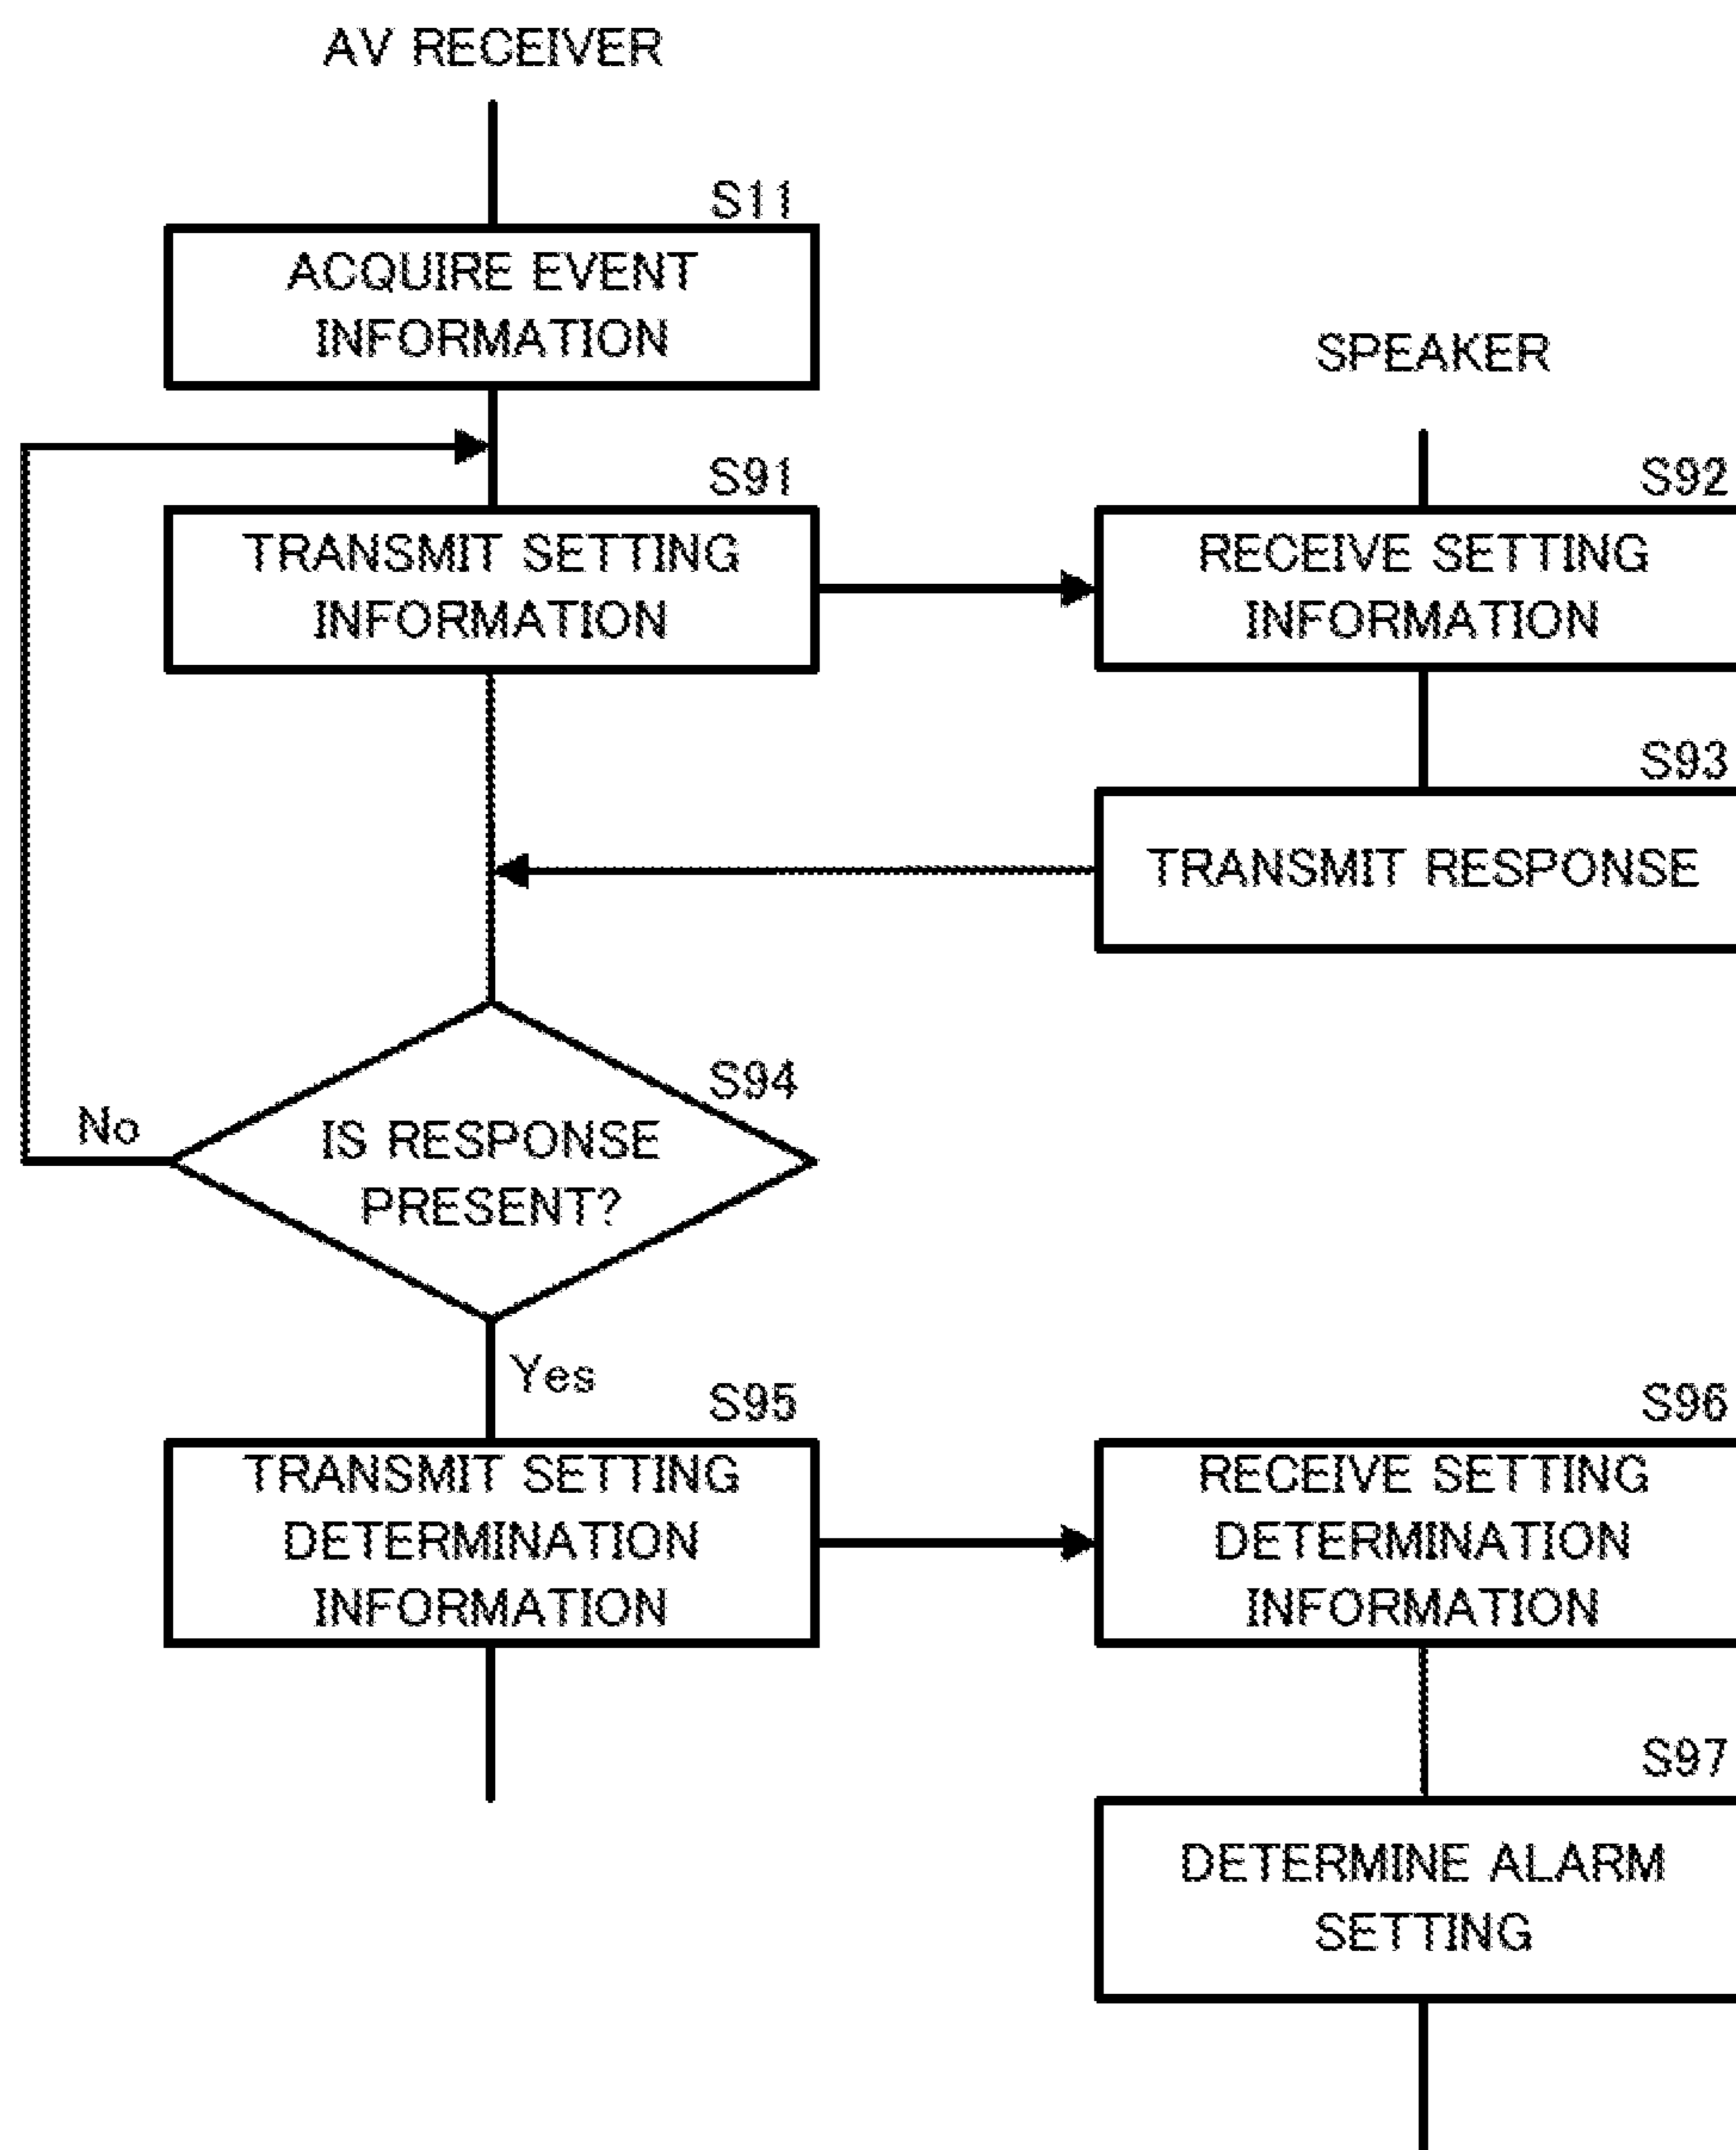 AV RECEIVER
S11
ACQUIRE EVENT
INFORMATION
SPEAKER
S91
TRANSMIT SETTING
INFORMATION
S92
RECEIVE SETTING
INFORMATION
S93
TRANSMIT RESPONSE
S94
IS RESPONSE
PRESENT?
No
Yes
S95
TRANSMIT SETTING
DETERMINATION
INFORMATION
S96
RECEIVE SETTING
DETERMINATION
INFORMATION
S97
DETERMINE ALARM
SETTING